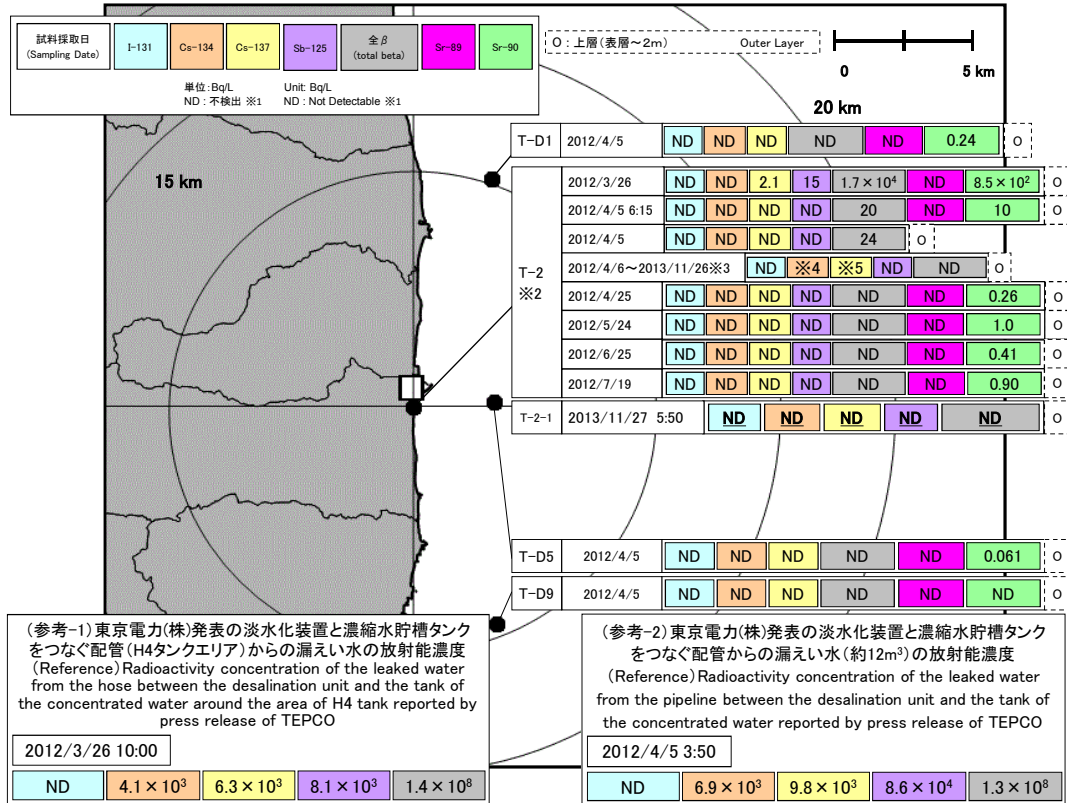 試料採取日
(Sampling Date)
I-131
Cs-134
Cs-137
Sb-125
全β
(total beta)
Sr-89
Sr-90
単位:Bq/L Unit: Bq/L
ND : 不検出 ※1 ND : Not Detectable ※1
O : 上層(表層～2m) Outer Layer
0 5 km
20 km
15 km
T-D1 2012/4/5 ND ND ND ND ND 0.24 O
T-2
※2
2012/3/26 ND ND 2.1 15 1.7×10⁴ ND 8.5×10² O
2012/4/5 6:15 ND ND ND ND 20 ND 10 O
2012/4/5 ND ND ND ND 24 O
2012/4/6～2013/11/26※3 ND ※4 ※5 ND ND O
2012/4/25 ND ND ND ND ND ND 0.26 O
2012/5/24 ND ND ND ND ND ND 1.0 O
2012/6/25 ND ND ND ND ND ND 0.41 O
2012/7/19 ND ND ND ND ND ND 0.90 O
T-2-1 2013/11/27 5:50 ND ND ND ND ND O
T-D5 2012/4/5 ND ND ND ND ND 0.061 O
T-D9 2012/4/5 ND ND ND ND ND ND O
(参考-1)東京電力(株)発表の淡水化装置と濃縮水貯槽タンク
をつなぐ配管(H4タンクエリア)からの漏えい水の放射能濃度
(Reference)Radioactivity concentration of the leaked water
from the hose between the desalination unit and the tank of
the concentrated water around the area of H4 tank reported by
press release of TEPCO
2012/3/26 10:00
ND 4.1×10³ 6.3×10³ 8.1×10³ 1.4×10⁸
(参考-2)東京電力(株)発表の淡水化装置と濃縮水貯槽タンク
をつなぐ配管からの漏えい水(約12m³)の放射能濃度
(Reference)Radioactivity concentration of the leaked water
from the pipeline between the desalination unit and the tank of
the concentrated water reported by press release of TEPCO
2012/4/5 3:50
ND 6.9×10³ 9.8×10³ 8.6×10⁴ 1.3×10⁸